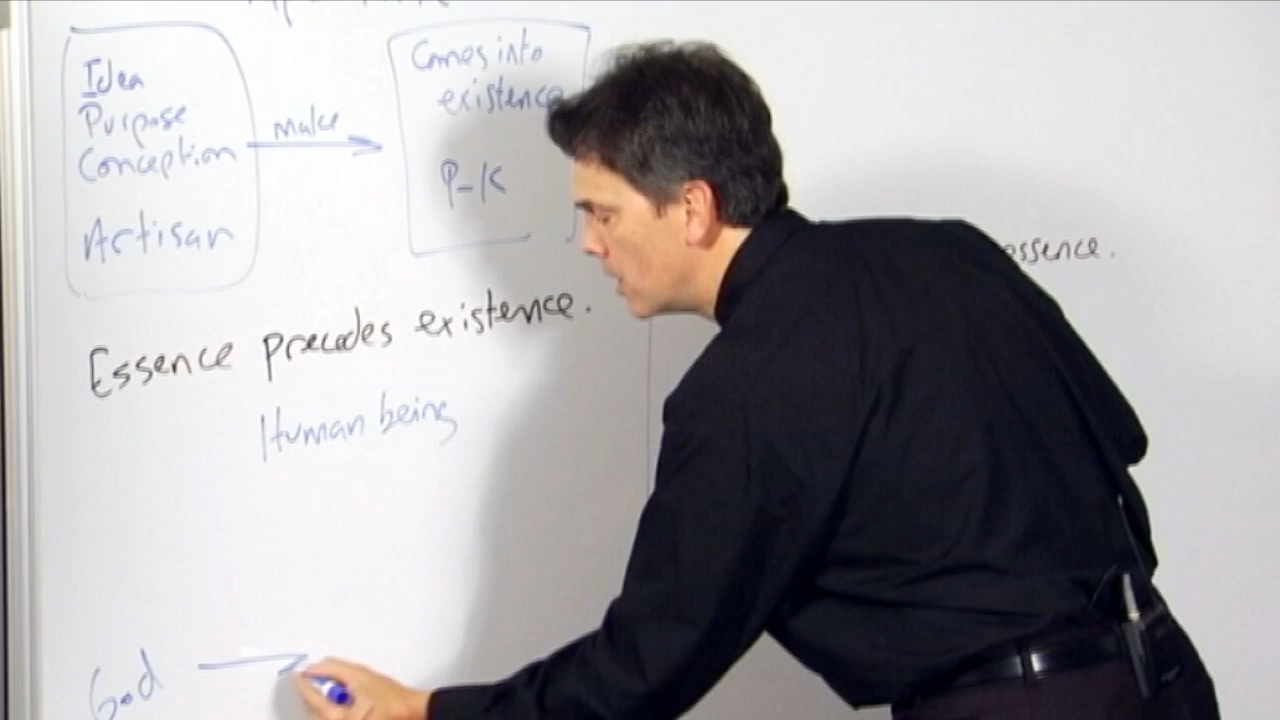 Idea
Purpose
Conception
Artisan
make
Comes into
existence
P-K
essence.
Essence precedes existence.
Human being
God